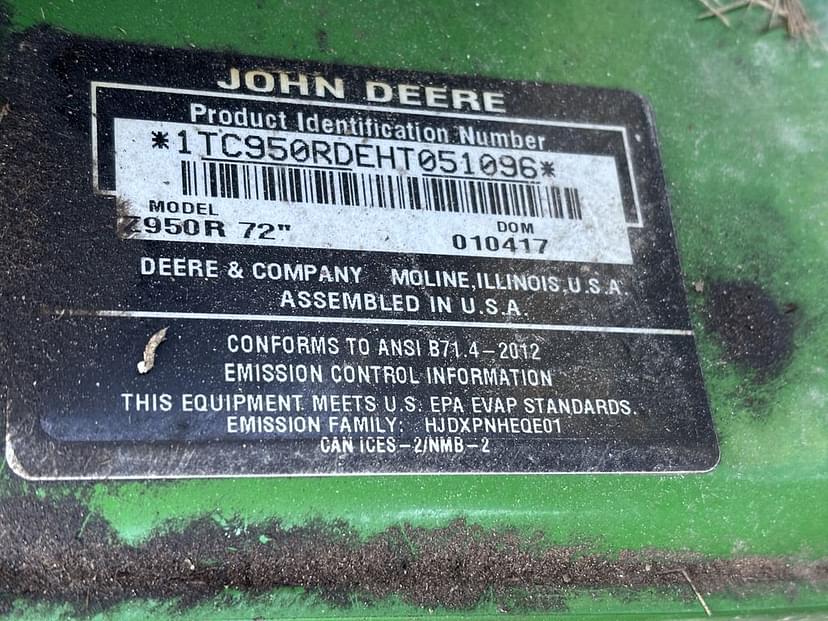 JOHN DEERE
Product Identification Number
*1TC950RDEHT051096*
MODEL
Z950R 72"
DOM
010417
DEERE & COMPANY MOLINE, ILLINOIS, U.S.A.
ASSEMBLED IN U.S.A.
CONFORMS TO ANSI B71.4-2012
EMISSION CONTROL INFORMATION
THIS EQUIPMENT MEETS U.S. EPA EVAP STANDARDS.
EMISSION FAMILY: HJDXPNHEQE01
CAN ICES-2/NMB-2